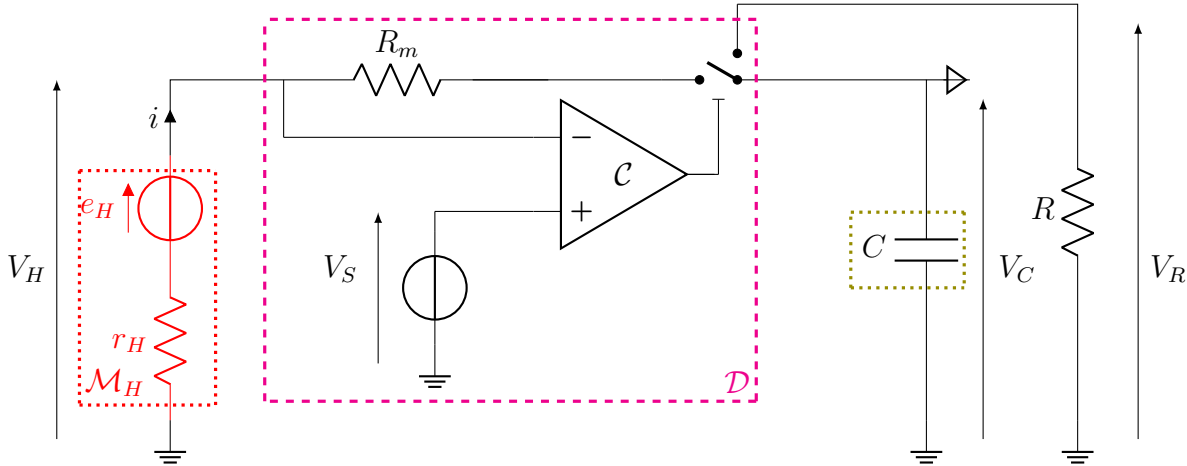 R_m
i
−
𝒞
e_H
+
V_H
V_S
C
V_C
R
V_R
r_H
ℳ_H
𝒟